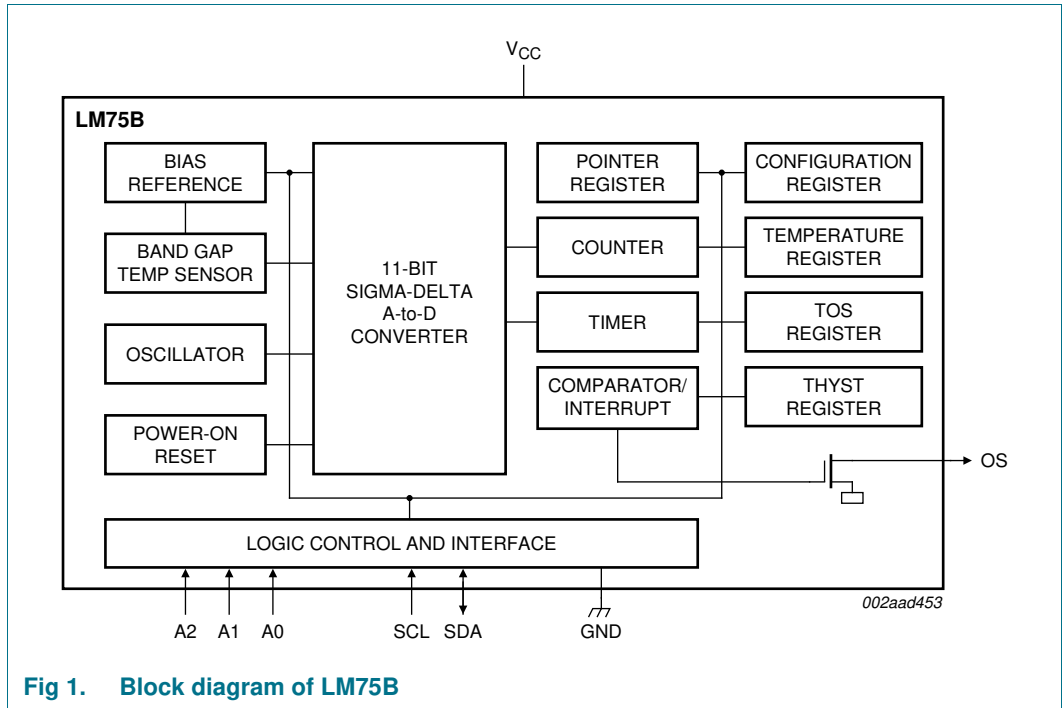 VCC
LM75B
BIAS
REFERENCE
BAND GAP
TEMP SENSOR
OSCILLATOR
POWER-ON
RESET
11-BIT
SIGMA-DELTA
A-to-D
CONVERTER
POINTER
REGISTER
COUNTER
TIMER
COMPARATOR/
INTERRUPT
CONFIGURATION
REGISTER
TEMPERATURE
REGISTER
TOS
REGISTER
THYST
REGISTER
OS
LOGIC CONTROL AND INTERFACE
002aad453
A2 A1 A0 SCL SDA GND
Fig 1. Block diagram of LM75B